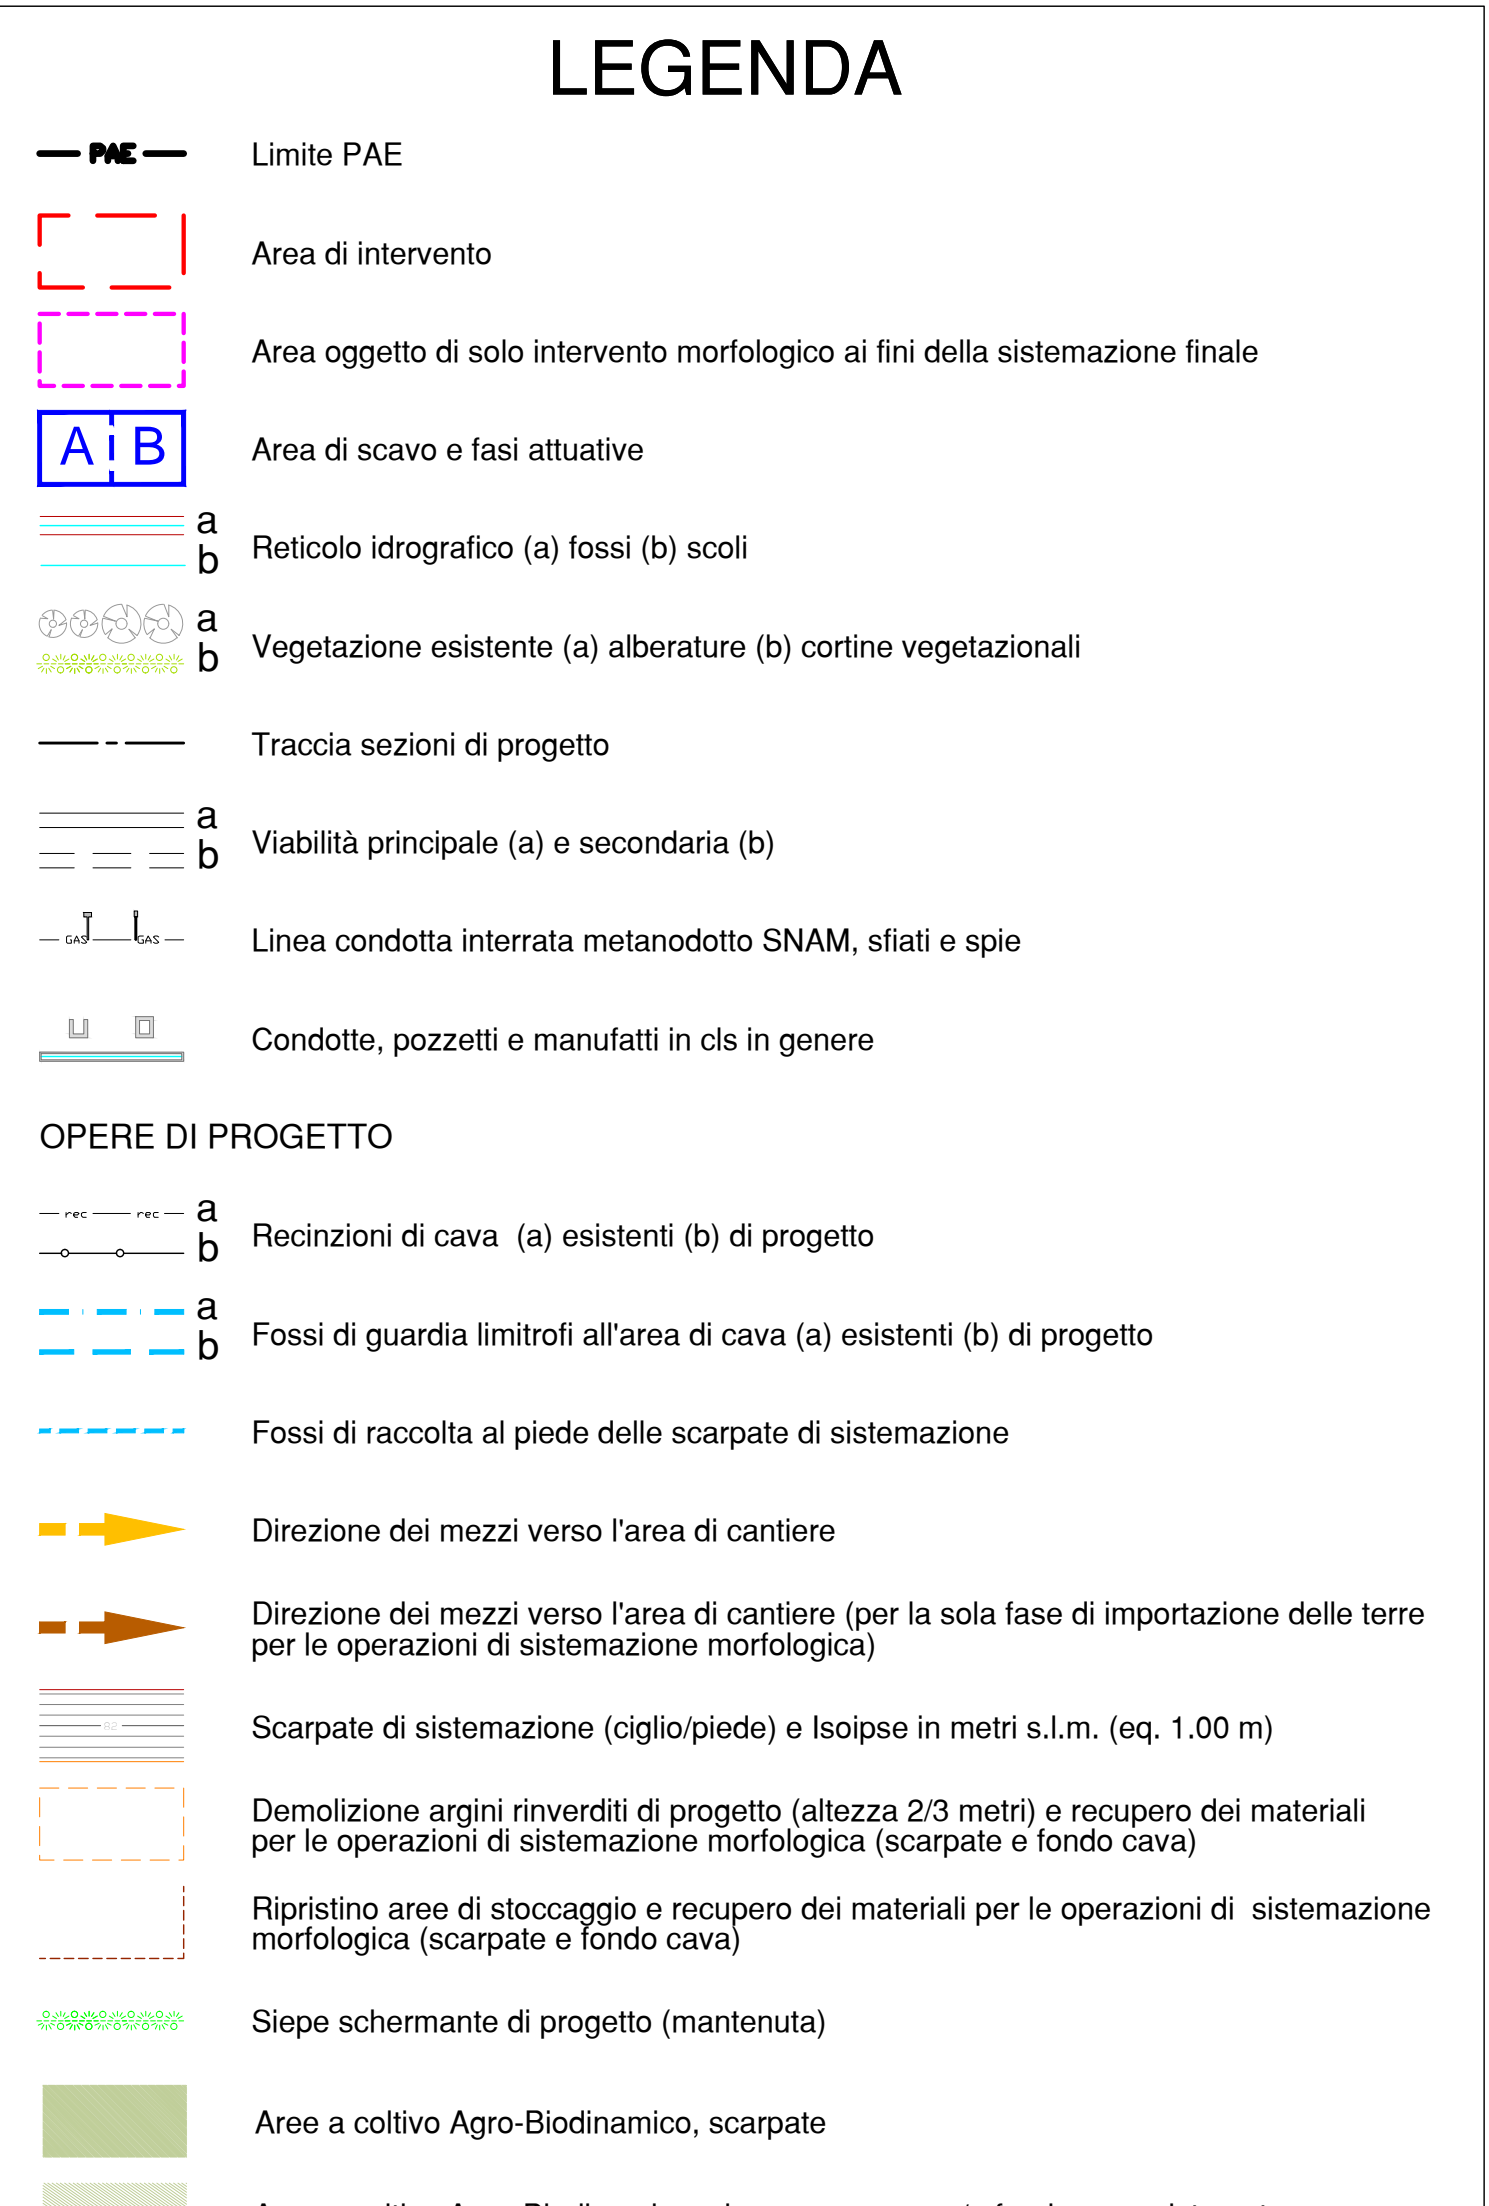 LEGENDA
PAE Limite PAE
Area di intervento
Area oggetto di solo intervento morfologico ai fini della sistemazione finale
A B Area di scavo e fasi attuative
a
b
Reticolo idrografico (a) fossi (b) scoli
a
b
Vegetazione esistente (a) alberature (b) cortine vegetazionali
Traccia sezioni di progetto
a
b
Viabilità principale (a) e secondaria (b)
GAS GAS Linea condotta interrata metanodotto SNAM, sfiati e spie
Condotte, pozzetti e manufatti in cls in genere
OPERE DI PROGETTO
rec rec a
b
Recinzioni di cava (a) esistenti (b) di progetto
a
b
Fossi di guardia limitrofi all'area di cava (a) esistenti (b) di progetto
Fossi di raccolta al piede delle scarpate di sistemazione
Direzione dei mezzi verso l'area di cantiere
Direzione dei mezzi verso l'area di cantiere (per la sola fase di importazione delle terre
per le operazioni di sistemazione morfologica)
82 Scarpate di sistemazione (ciglio/piede) e Isoipse in metri s.l.m. (eq. 1.00 m)
Demolizione argini rinverditi di progetto (altezza 2/3 metri) e recupero dei materiali
per le operazioni di sistemazione morfologica (scarpate e fondo cava)
Ripristino aree di stoccaggio e recupero dei materiali per le operazioni di sistemazione
morfologica (scarpate e fondo cava)
Siepe schermante di progetto (mantenuta)
Aree a coltivo Agro-Biodinamico, scarpate